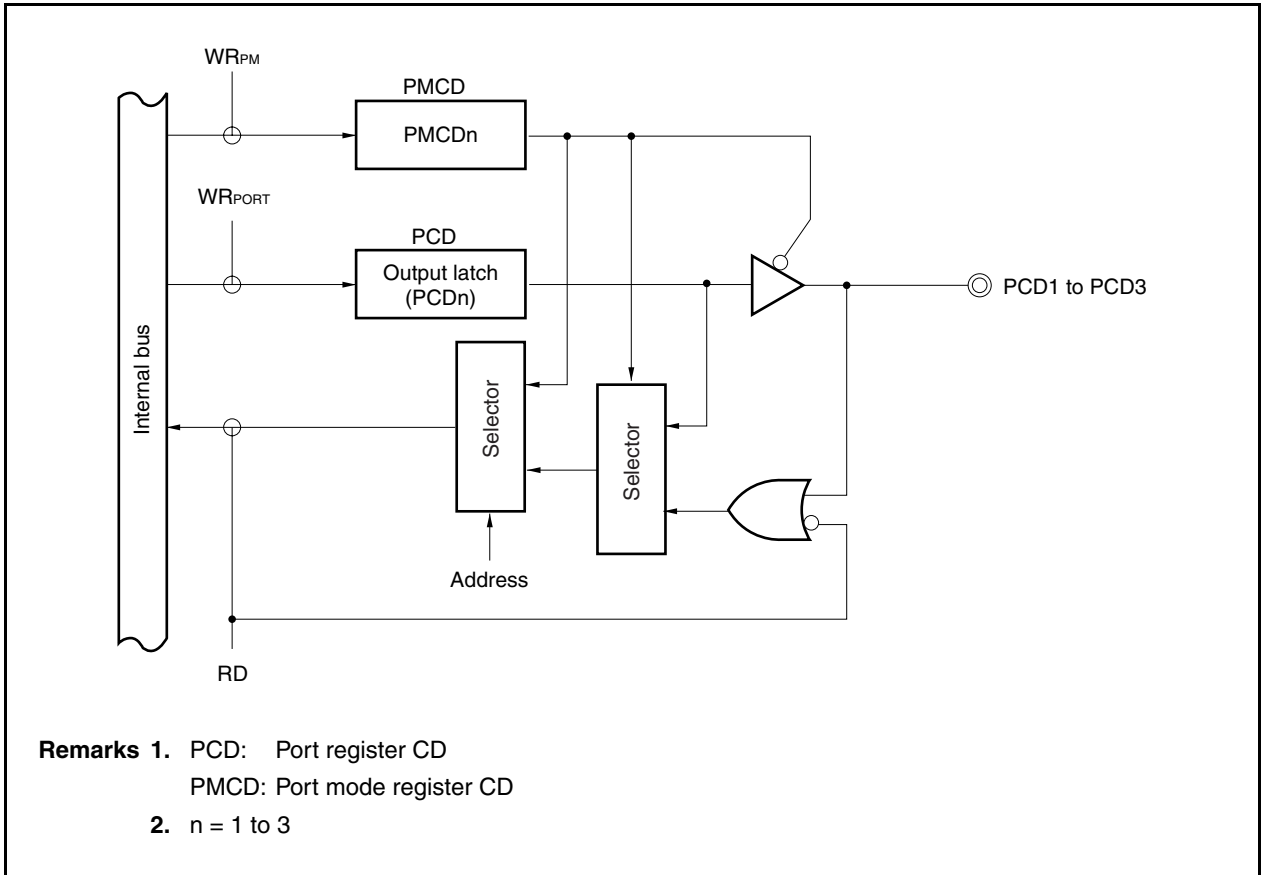 WRPM
PMCD
PMCDn
WRPORT
PCD
Output latch
(PCDn)
PCD1 to PCD3
Internal bus
Selector
Selector
Address
RD
Remarks 1. PCD: Port register CD
PMCD: Port mode register CD
2. n = 1 to 3